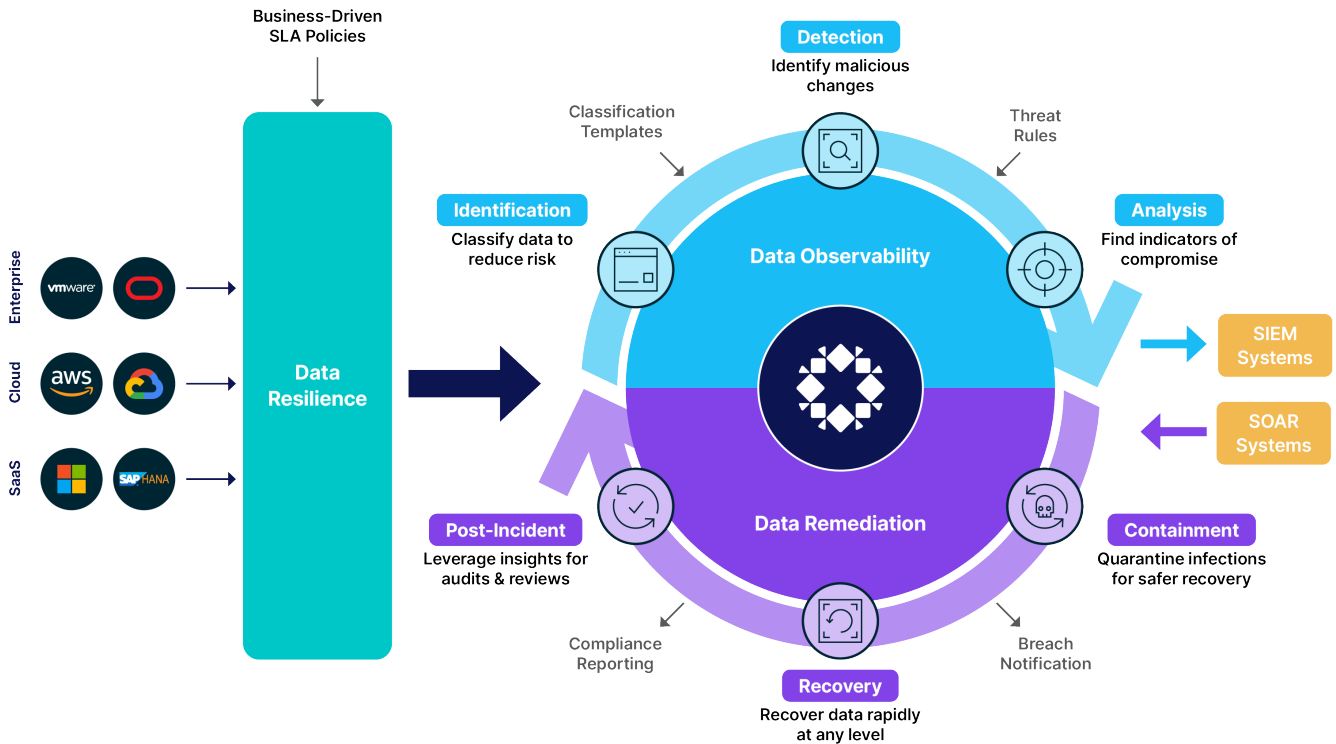 Business-Driven
SLA Policies
Enterprise
vmware®
Cloud
aws
SaaS
SAP HANA
Data
Resilience
Detection
Identify malicious
changes
Classification
Templates
Threat
Rules
Identification
Classify data to
reduce risk
Analysis
Find indicators of
compromise
Data Observability
SIEM
Systems
SOAR
Systems
Data Remediation
Post-Incident
Leverage insights for
audits & reviews
Containment
Quarantine infections
for safer recovery
Compliance
Reporting
Breach
Notification
Recovery
Recover data rapidly
at any level